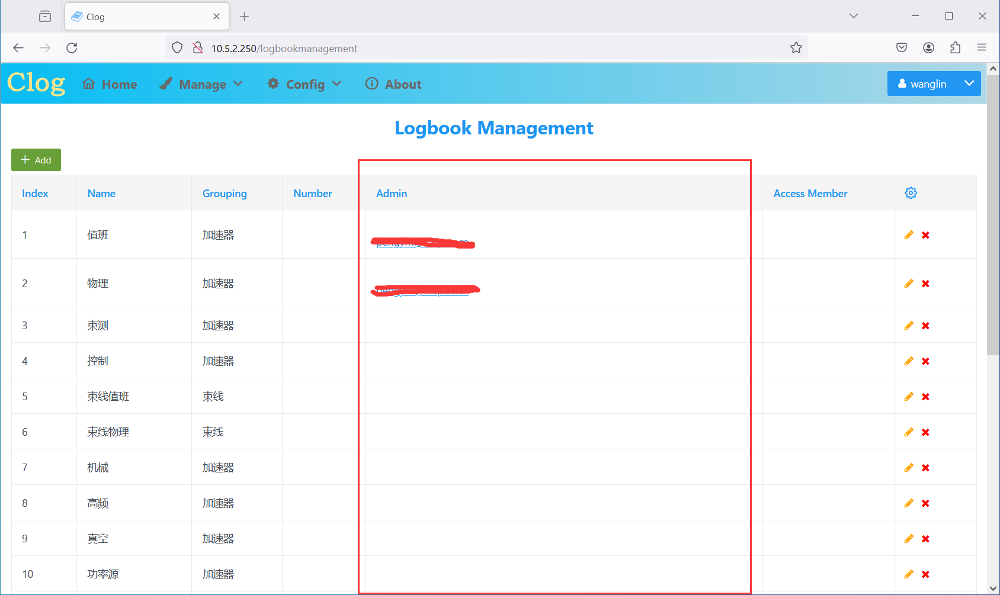 Clog
10.5.2.250/logbookmanagement
Clog Home Manage Config About wanglin
Logbook Management
Add
Index Name Grouping Number Admin Access Member
1 值班 加速器
2 物理 加速器
3 束测 加速器
4 控制 加速器
5 束线值班 束线
6 束线物理 束线
7 机械 加速器
8 高频 加速器
9 真空 加速器
10 功率源 加速器